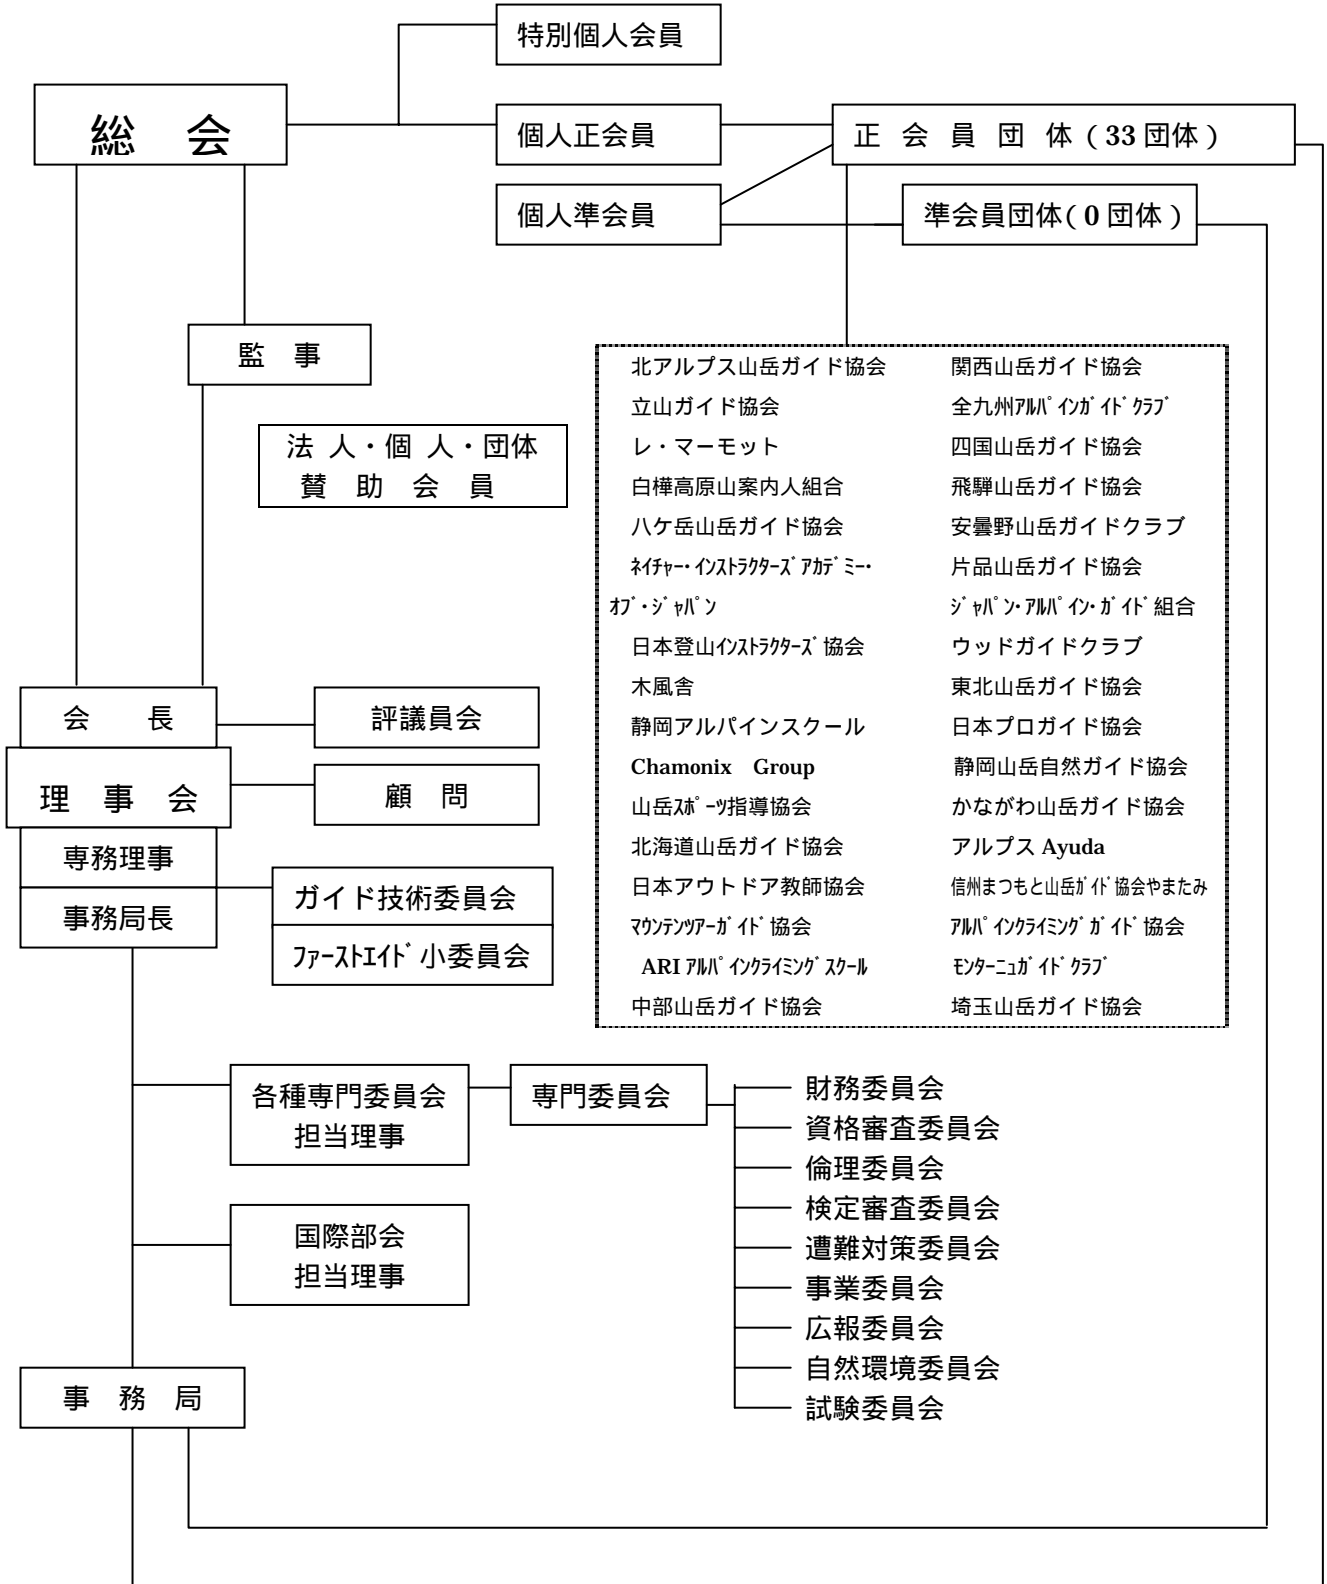 特別個人会員
総 会
個人正会員
正 会 員 団 体 ( 33 団体 )
個人準会員
準会員団体( 0 団体 )
監 事
法 人・個 人・団体
賛 助 会 員
北アルプス山岳ガイド協会 関西山岳ガイド協会
立山ガイド協会 全九州ｱﾙﾊﾟｲﾝｶﾞｲﾄﾞｸﾗﾌﾞ
レ・マーモット 四国山岳ガイド協会
白樺高原山案内人組合 飛騨山岳ガイド協会
八ケ岳山岳ガイド協会 安曇野山岳ガイドクラブ
ﾈｲﾁｬｰ・ｲﾝｽﾄﾗｸﾀｰｽﾞｱｶﾃﾞﾐｰ・ 片品山岳ガイド協会
ｵﾌﾞ・ｼﾞｬﾊﾟﾝ ｼﾞｬﾊﾟﾝ・ｱﾙﾊﾟｲﾝ・ｶﾞｲﾄﾞ組合
日本登山ｲﾝｽﾄﾗｸﾀｰｽﾞ協会 ウッドガイドクラブ
木風舎 東北山岳ガイド協会
静岡アルパインスクール 日本プロガイド協会
Chamonix Group 静岡山岳自然ガイド協会
山岳ｽﾎﾟｰﾂ指導協会 かながわ山岳ガイド協会
北海道山岳ガイド協会 アルプス Ayuda
日本アウトドア教師協会 信州まつもと山岳ｶﾞｲﾄﾞ協会やまたみ
ﾏｳﾝﾃﾝﾂｱｰｶﾞｲﾄﾞ協会 ｱﾙﾊﾟｲﾝｸﾗｲﾐﾝｸﾞｶﾞｲﾄﾞ協会
ARI ｱﾙﾊﾟｲﾝｸﾗｲﾐﾝｸﾞｽｸｰﾙ ﾓﾝﾀｰﾆｭｶﾞｲﾄﾞｸﾗﾌﾞ
中部山岳ガイド協会 埼玉山岳ガイド協会
会 長
評議員会
理 事 会
顧 問
専務理事
事務局長
ガイド技術委員会
ﾌｧｰｽﾄｴｲﾄﾞ小委員会
各種専門委員会
担当理事
専門委員会
財務委員会
資格審査委員会
倫理委員会
検定審査委員会
遭難対策委員会
事業委員会
広報委員会
自然環境委員会
試験委員会
国際部会
担当理事
事 務 局